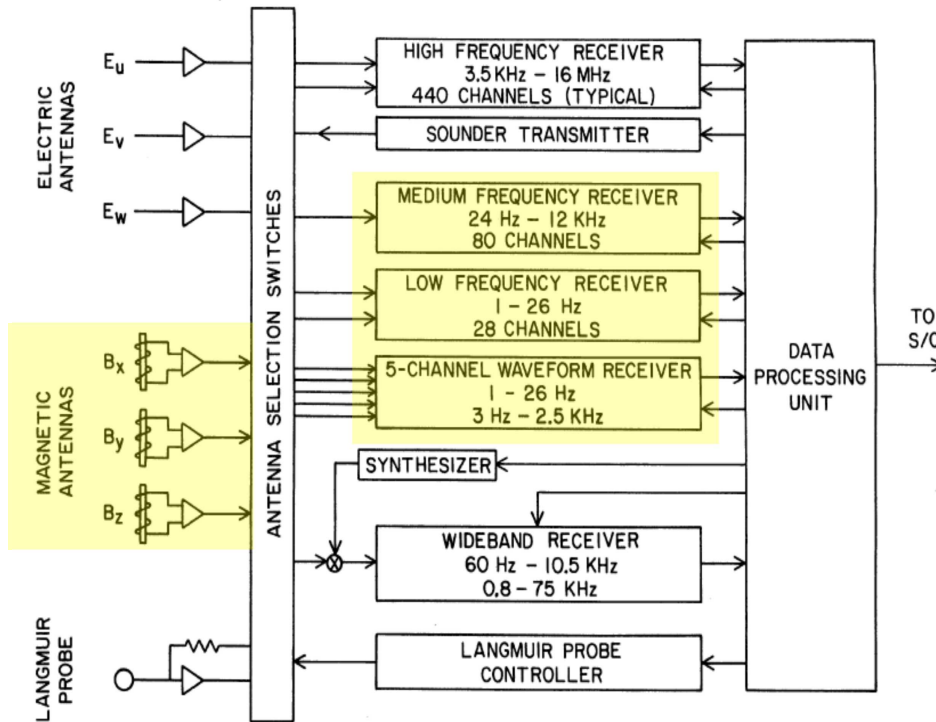 ELECTRIC
ANTENNAS
Eu
Ev
Ew
MAGNETIC
ANTENNAS
Bx
By
Bz
LANGMUIR
PROBE
ANTENNA SELECTION SWITCHES
HIGH FREQUENCY RECEIVER
3.5 KHz – 16 MHz
440 CHANNELS (TYPICAL)
SOUNDER TRANSMITTER
MEDIUM FREQUENCY RECEIVER
24 Hz – 12 KHz
80 CHANNELS
LOW FREQUENCY RECEIVER
1 – 26 Hz
28 CHANNELS
5-CHANNEL WAVEFORM RECEIVER
1 – 26 Hz
3 Hz – 2.5 KHz
SYNTHESIZER
WIDEBAND RECEIVER
60 Hz – 10.5 KHz
0.8 – 75 KHz
LANGMUIR PROBE
CONTROLLER
DATA
PROCESSING
UNIT
TO
S/C